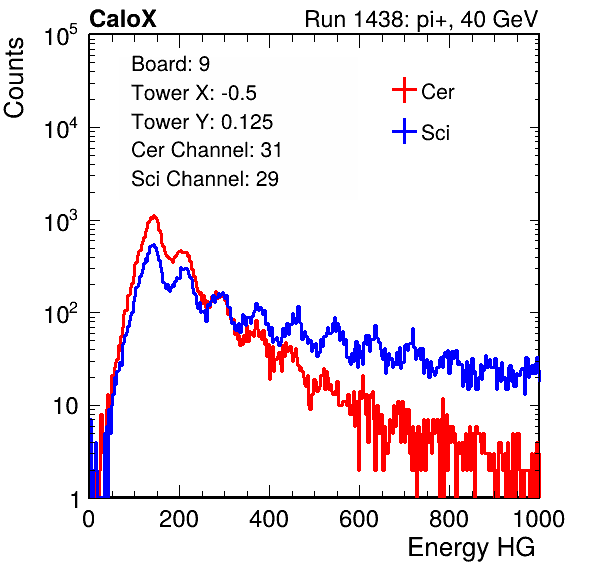 CaloX Run 1438: pi+, 40 GeV
Counts
10^5
10^4
10^3
10^2
10
1
Board: 9
Tower X: -0.5
Tower Y: 0.125
Cer Channel: 31
Sci Channel: 29
Cer
Sci
0 200 400 600 800 1000
Energy HG